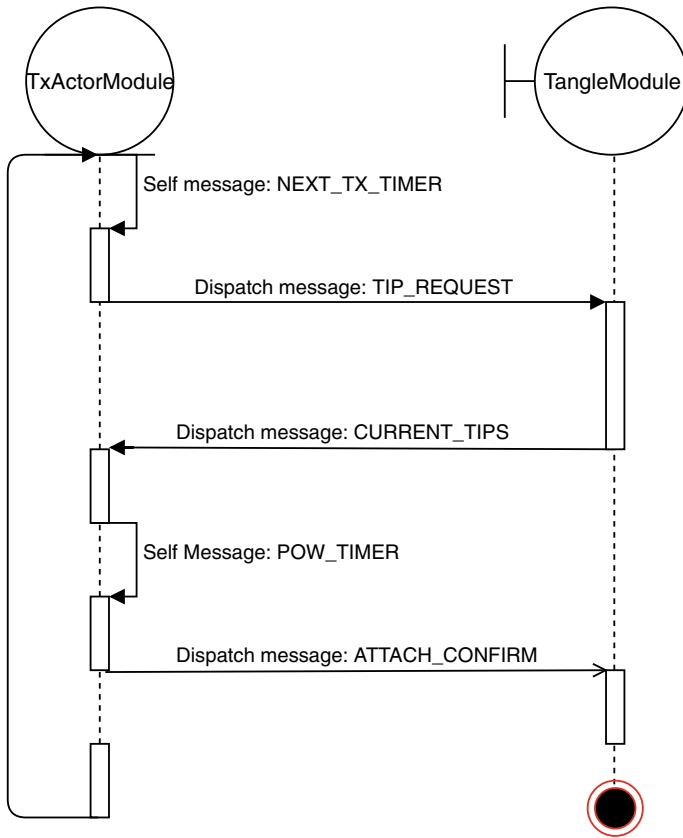 TxActorModule
TangleModule
Self message: NEXT_TX_TIMER
Dispatch message: TIP_REQUEST
Dispatch message: CURRENT_TIPS
Self Message: POW_TIMER
Dispatch message: ATTACH_CONFIRM